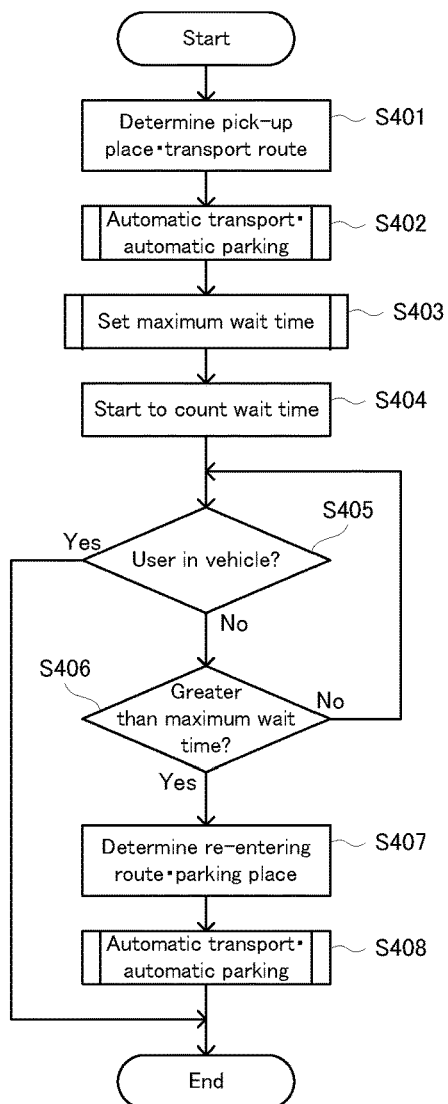 Start
Determine pick-up
place・transport route
S401
Automatic transport・
automatic parking
S402
Set maximum wait time
S403
Start to count wait time
S404
S405
Yes
User in vehicle?
No
S406
Greater
than maximum wait
time?
No
Yes
Determine re-entering
route・parking place
S407
Automatic transport・
automatic parking
S408
End